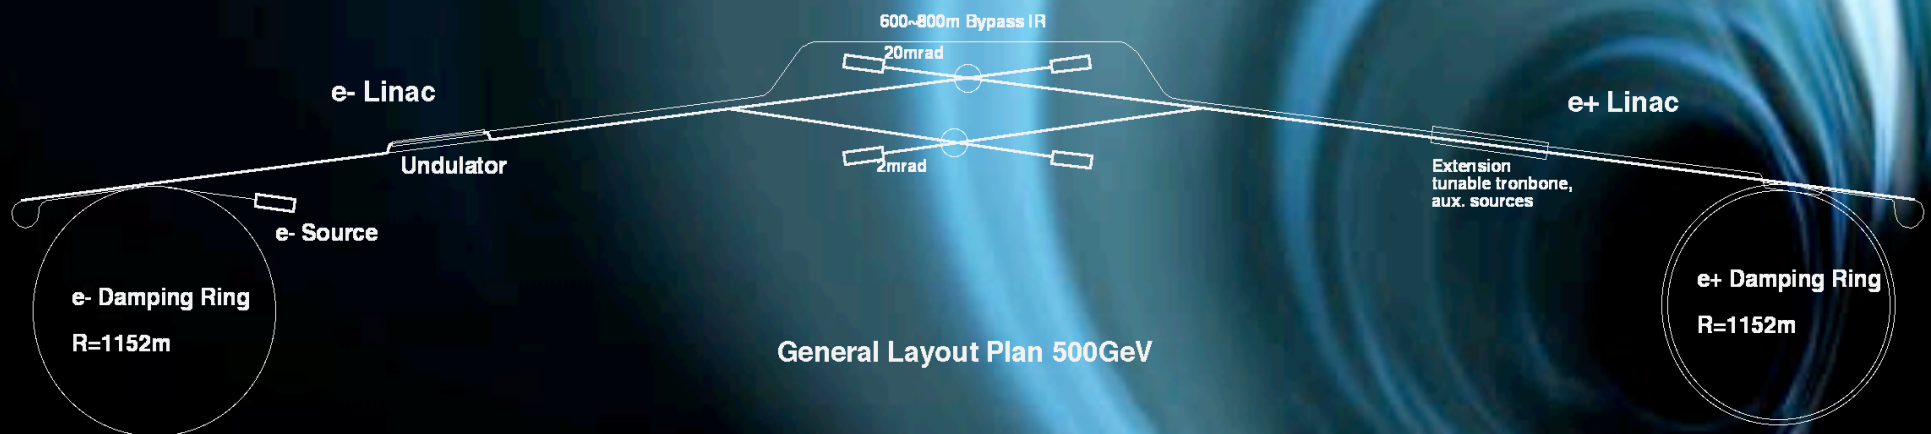 600~800m Bypass IR
20mrad
e- Linac
e+ Linac
Undulator
2mrad
Extension
tunable tronbone,
aux. sources
e- Source
e- Damping Ring
R=1152m
e+ Damping Ring
R=1152m
General Layout Plan 500GeV